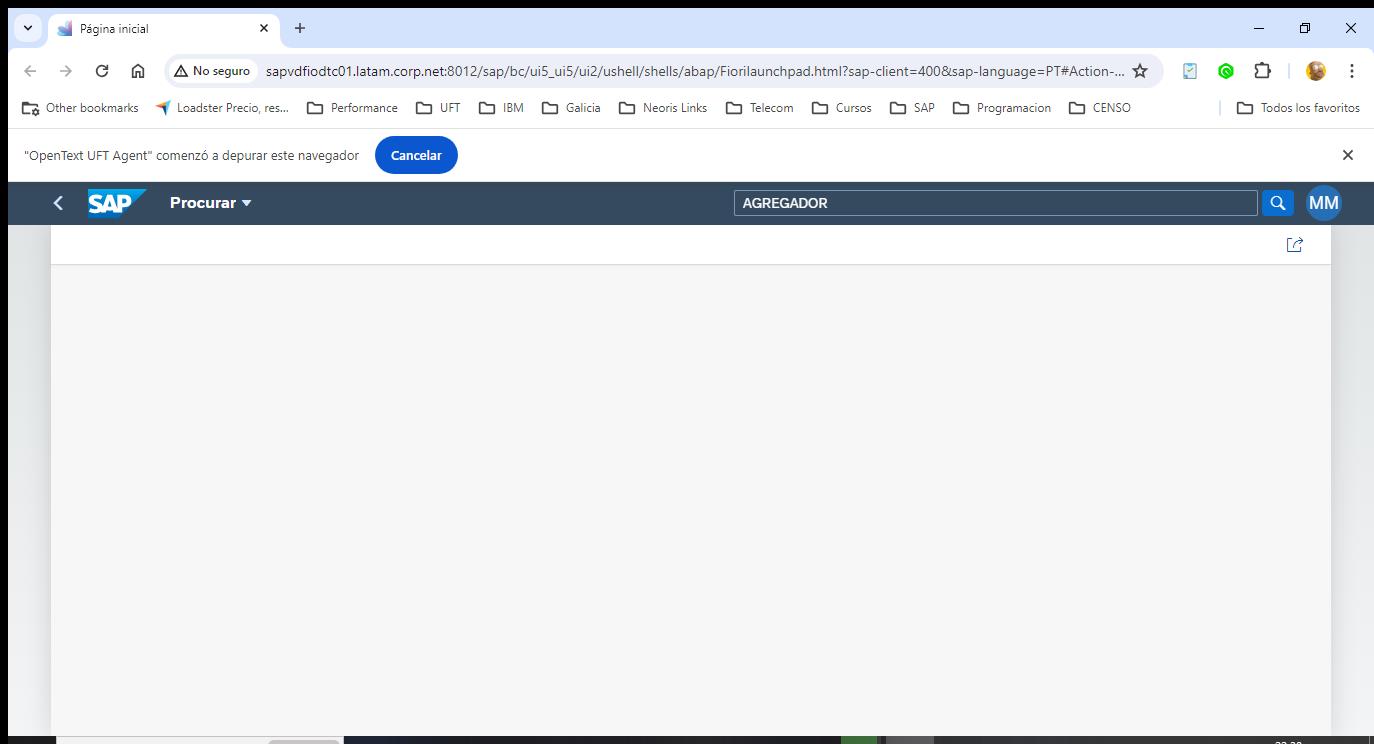 Página inicial
No seguro
sapvdfiodtc01.latam.corp.net:8012/sap/bc/ui5_ui5/ui2/ushell/shells/abap/Fiorilaunchpad.html?sap-client=400&sap-language=PT#Action-...
Other bookmarks Loadster Precio, res... Performance UFT IBM Galicia Neoris Links Telecom Cursos SAP Programacion CENSO Todos los favoritos
"OpenText UFT Agent" comenzó a depurar este navegador Cancelar
SAP Procurar AGREGADOR MM